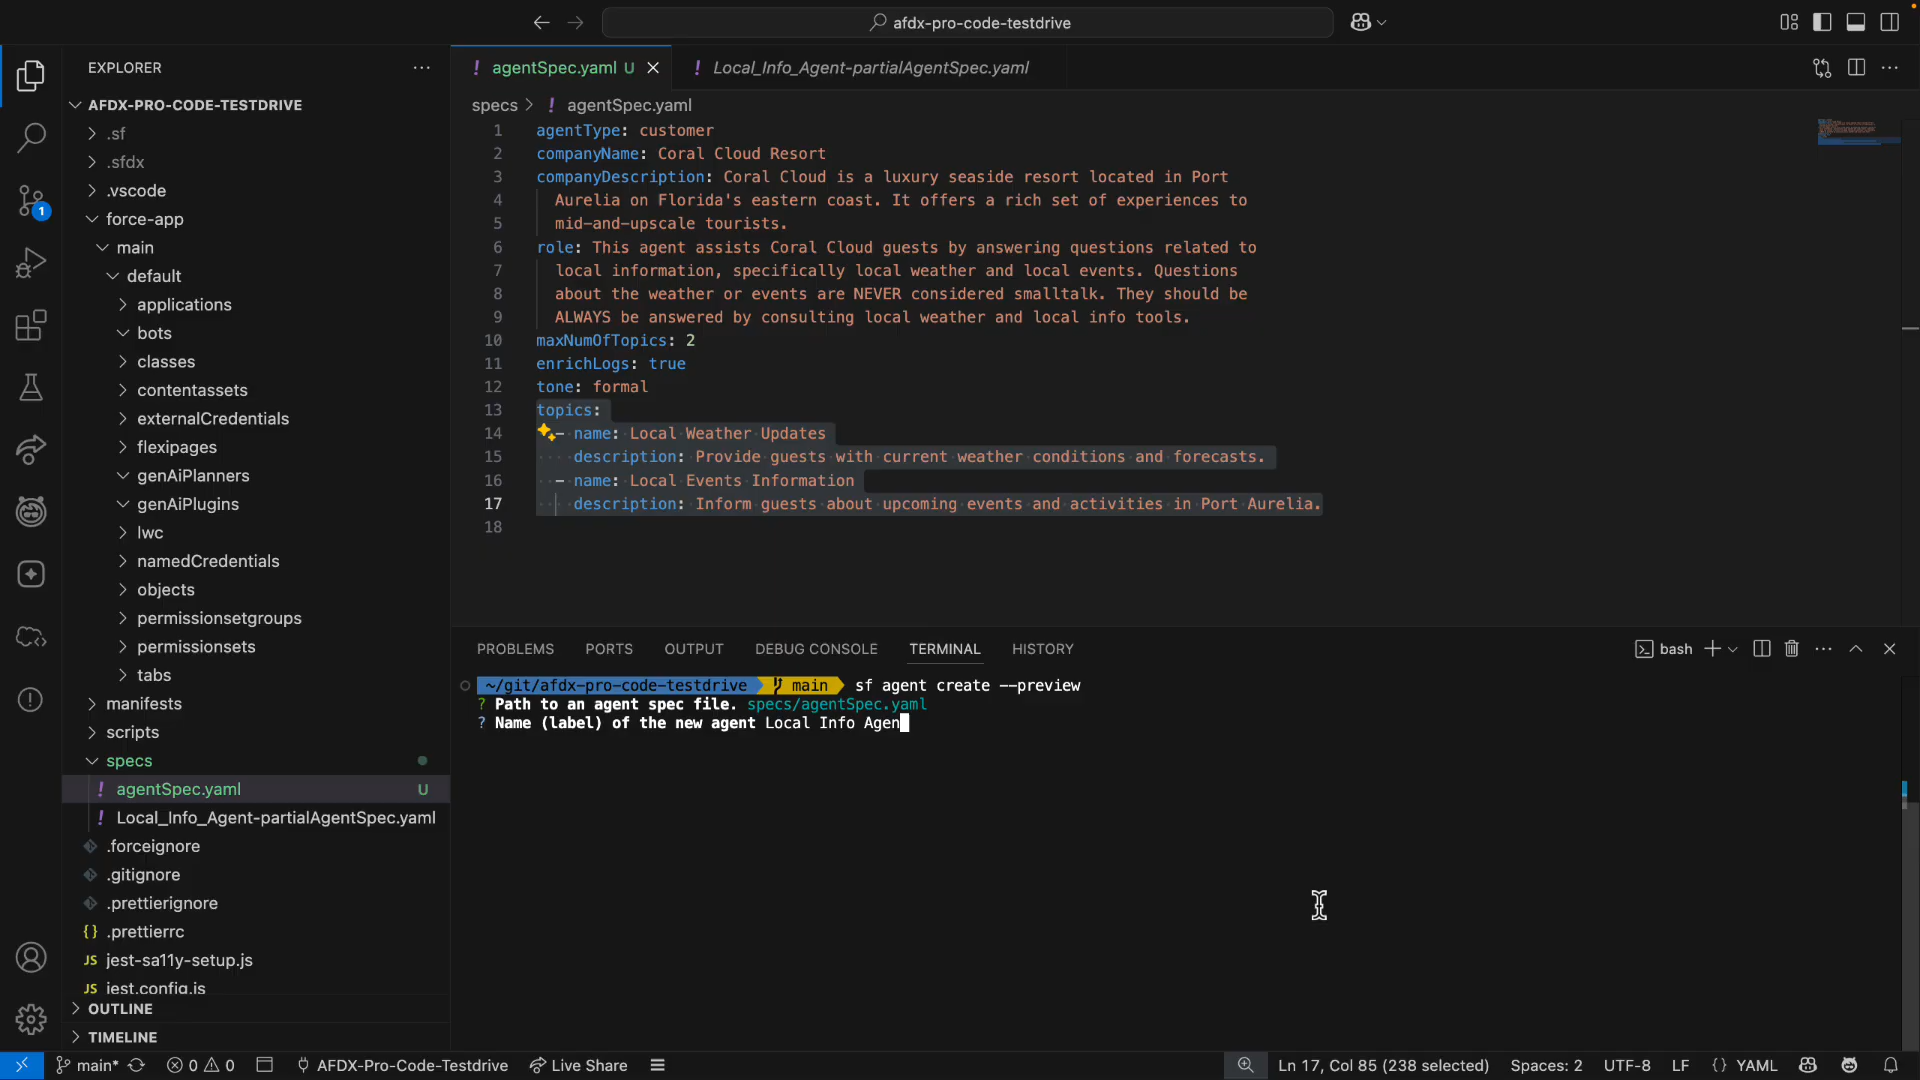 afdx-pro-code-testdrive
EXPLORER
AFDX-PRO-CODE-TESTDRIVE
.sf
.sfdx
.vscode
force-app
main
default
applications
bots
classes
contentassets
externalCredentials
flexipages
genAiPlanners
genAiPlugins
lwc
namedCredentials
objects
permissionsetgroups
permissionsets
tabs
manifests
scripts
specs
! agentSpec.yaml U
! Local_Info_Agent-partialAgentSpec.yaml
.forceignore
.gitignore
.prettierignore
{} .prettierrc
JS jest-sa11y-setup.js
JS jest.config.js
OUTLINE
TIMELINE
1
! agentSpec.yaml U
! Local_Info_Agent-partialAgentSpec.yaml
specs > ! agentSpec.yaml
1 agentType: customer
2 companyName: Coral Cloud Resort
3 companyDescription: Coral Cloud is a luxury seaside resort located in Port
4 Aurelia on Florida's eastern coast. It offers a rich set of experiences to
5 mid-and-upscale tourists.
6 role: This agent assists Coral Cloud guests by answering questions related to
7 local information, specifically local weather and local events. Questions
8 about the weather or events are NEVER considered smalltalk. They should be
9 ALWAYS be answered by consulting local weather and local info tools.
10 maxNumOfTopics: 2
11 enrichLogs: true
12 tone: formal
13 topics:
14 - name: Local Weather Updates
15 description: Provide guests with current weather conditions and forecasts.
16 - name: Local Events Information
17 description: Inform guests about upcoming events and activities in Port Aurelia.
18
PROBLEMS PORTS OUTPUT DEBUG CONSOLE TERMINAL HISTORY
bash
~/git/afdx-pro-code-testdrive main sf agent create --preview
? Path to an agent spec file. specs/agentSpec.yaml
? Name (label) of the new agent Local Info Agen
main* 0 0 AFDX-Pro-Code-Testdrive Live Share Ln 17, Col 85 (238 selected) Spaces: 2 UTF-8 LF {} YAML